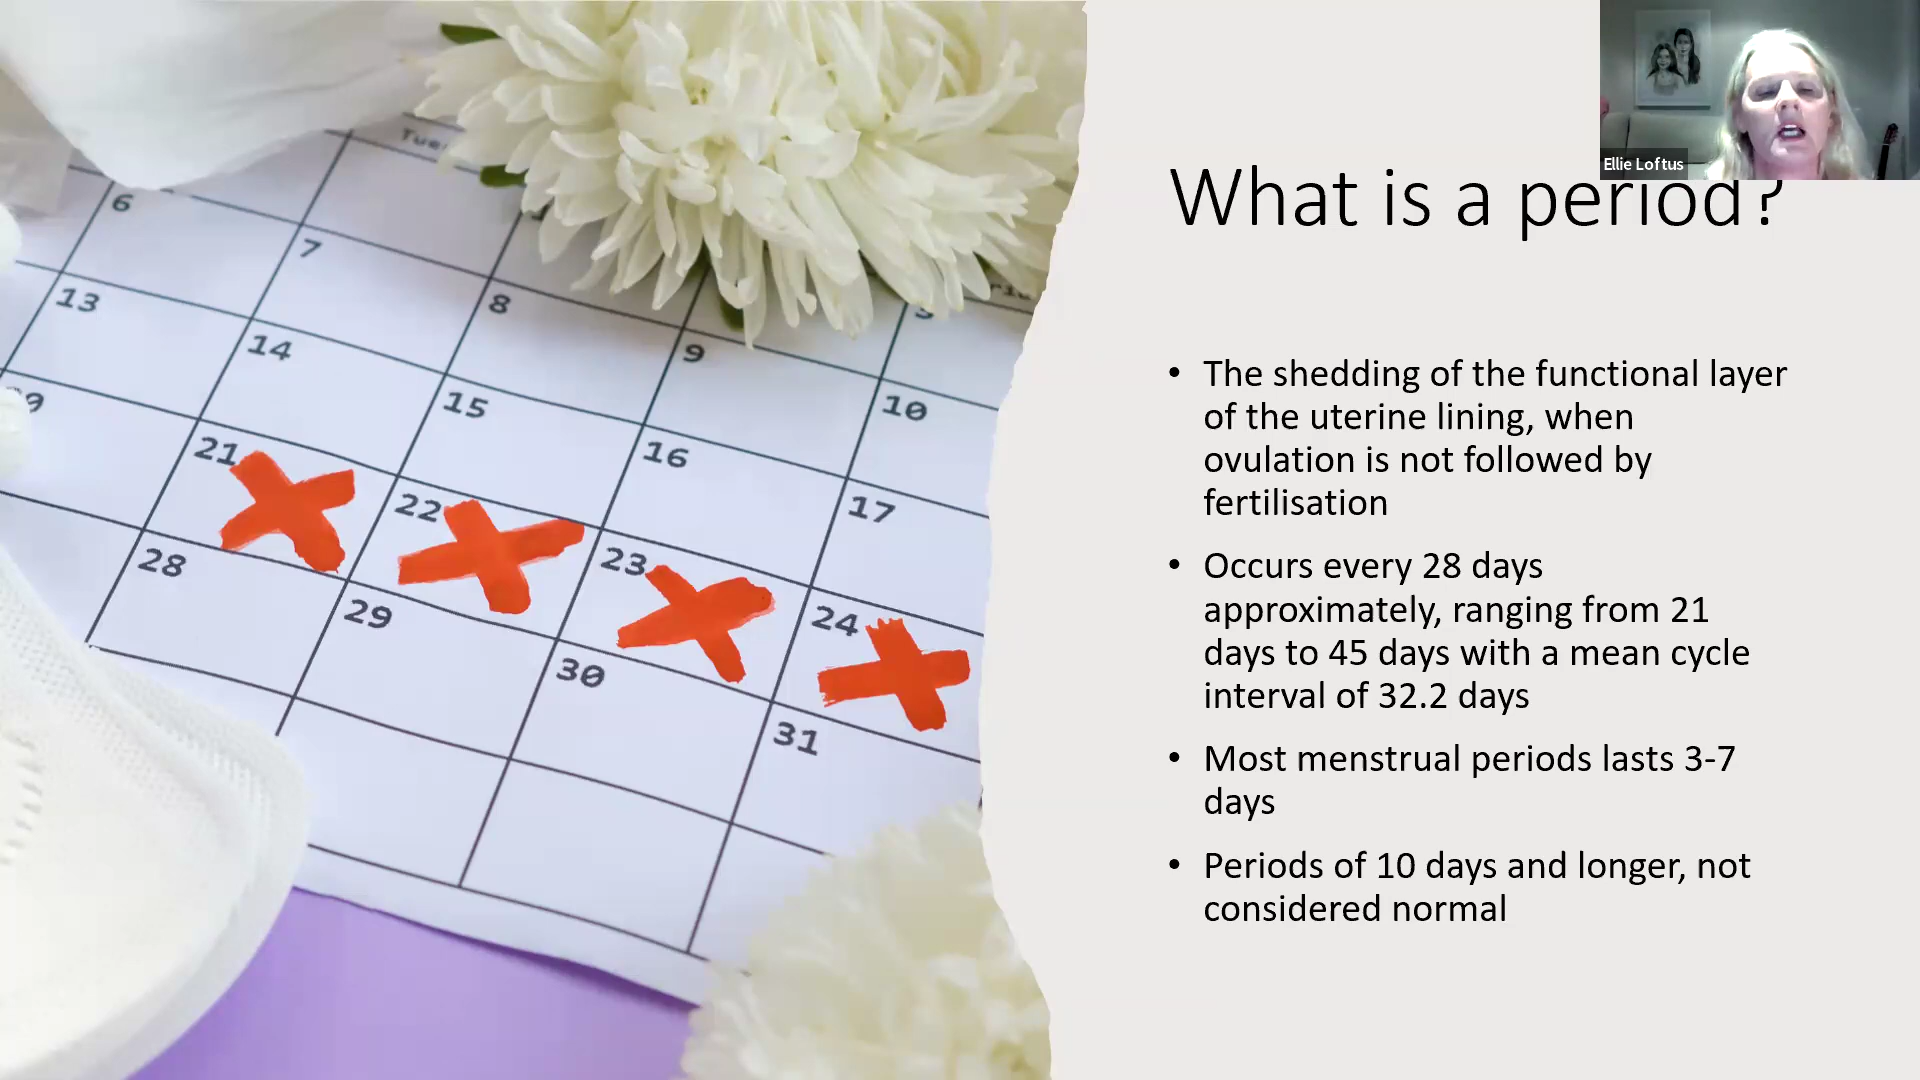 Tue
6
7
8
9
13
14
15
16
10
21
22
23
24
17
28
29
30
31
Ellie Loftus
What is a period?
• The shedding of the functional layer
of the uterine lining, when
ovulation is not followed by
fertilisation
• Occurs every 28 days
approximately, ranging from 21
days to 45 days with a mean cycle
interval of 32.2 days
• Most menstrual periods lasts 3-7
days
• Periods of 10 days and longer, not
considered normal